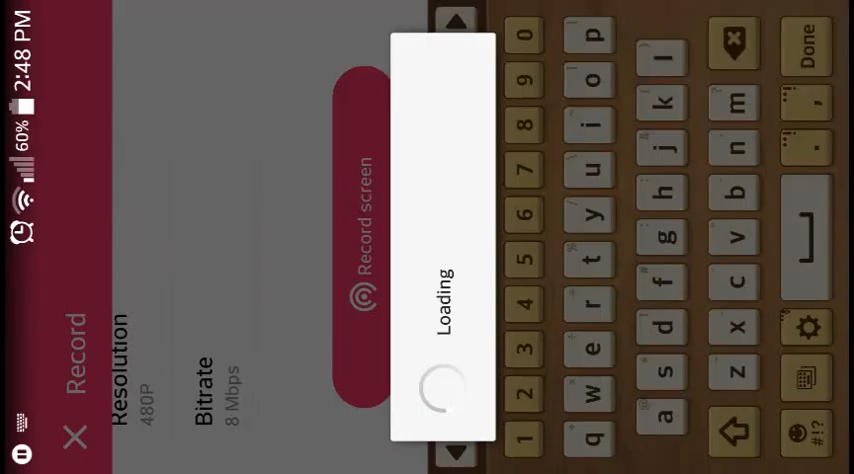 60% 2:48 PM
Record
Resolution
480P
Bitrate
8 Mbps
Record screen
Loading
1 2 3 4 5 6 7 8 9 0
q w e r t y u i o p
a s d f g h j k l
z x c v b n m
#!? , . Done